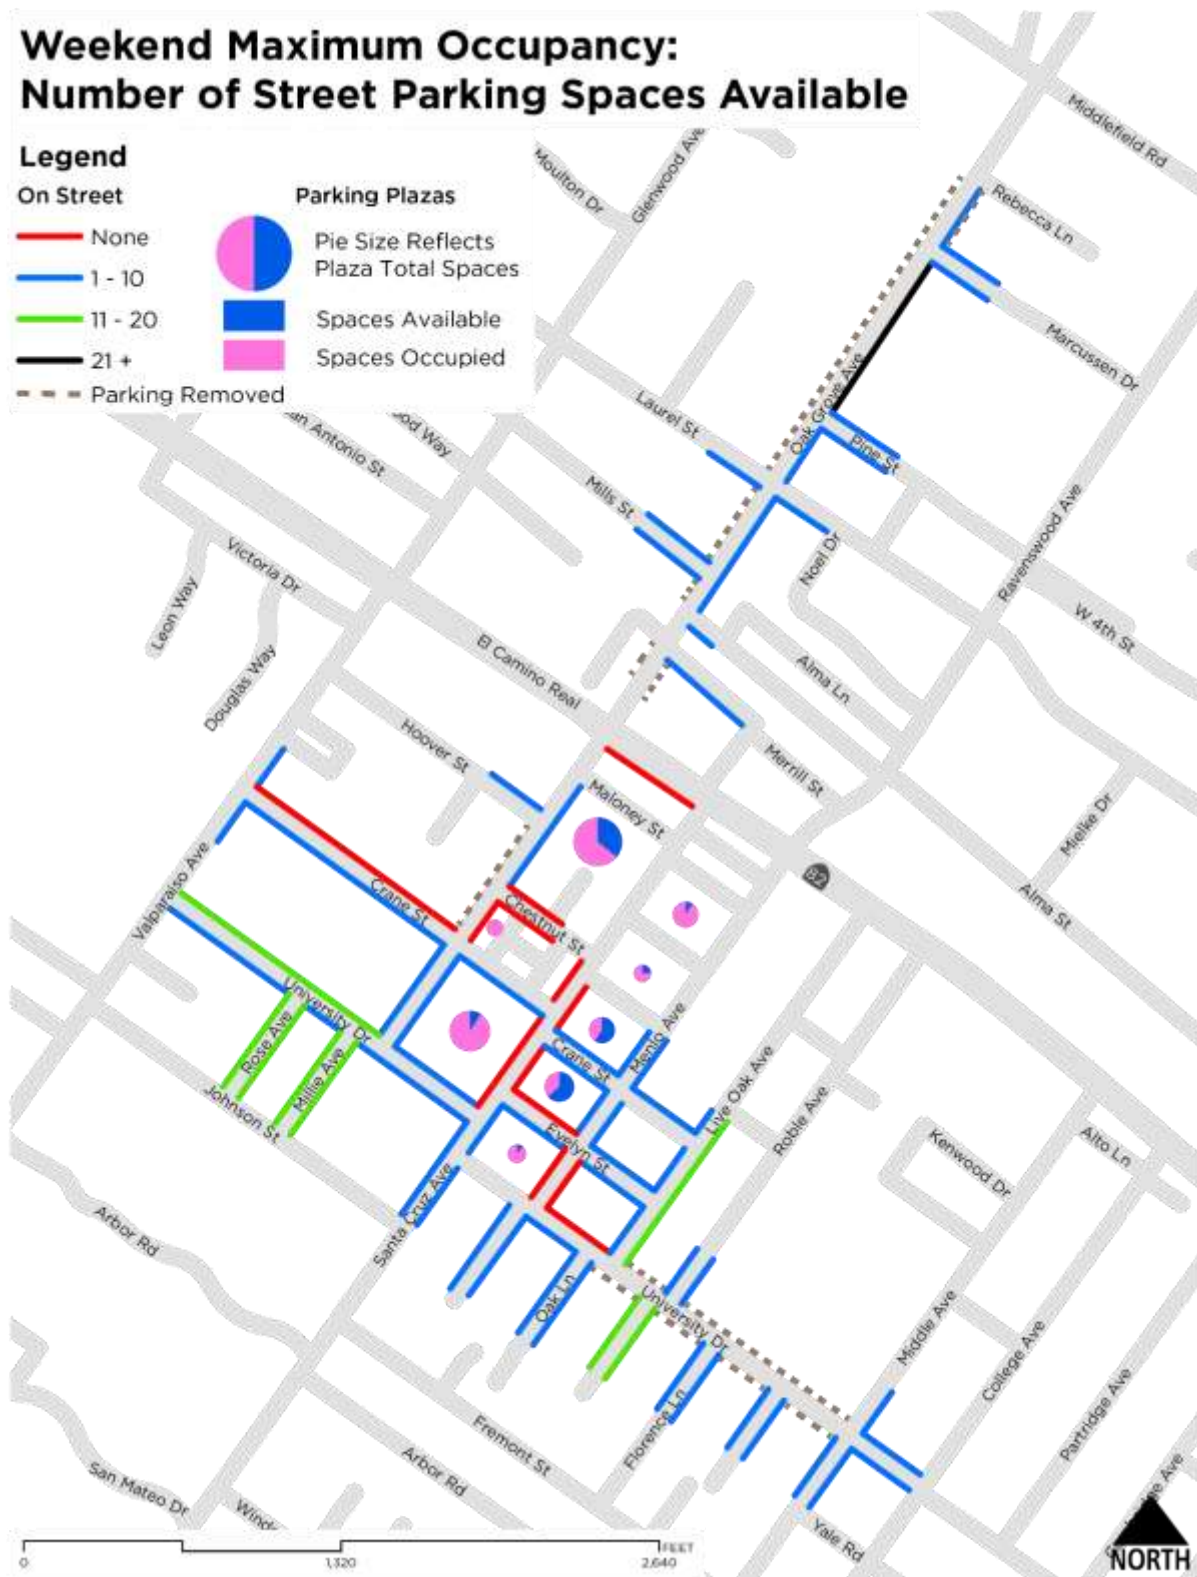 Weekend Maximum Occupancy:
Number of Street Parking Spaces Available
Legend
On Street
None
1 - 10
11 - 20
21 +
Parking Removed
Parking Plazas
Pie Size Reflects
Plaza Total Spaces
Spaces Available
Spaces Occupied
Moulton Dr
Glenwood Ave
Middlefield Rd
Rebecca Ln
Marcussen Dr
Oak Grove Ave
Laurel St
Pine St
an Antonio St
od Way
Mills St
Noel Dr
Ravenswood Ave
W 4th St
Victoria Dr
Leon Way
Douglas Way
El Camino Real
Alma Ln
Hoover St
Merrill St
Maloney St
Mielke Dr
82
Alma St
Valparaiso Ave
Crane St
Chestnut St
University Dr
Rose Ave
Millie Ave
Johnson St
Menlo Ave
Crane St
Live Oak Ave
Roble Ave
Evelyn St
Kenwood Dr
Alto Ln
Santa Cruz Ave
Arbor Rd
Oak Ln
University Dr
Middle Ave
College Ave
Partridge Ave
Florence Ln
Fremont St
Arbor Rd
San Mateo Dr
Wind
Yale Rd
ge Ave
NORTH
0
1,320
2,640
FEET